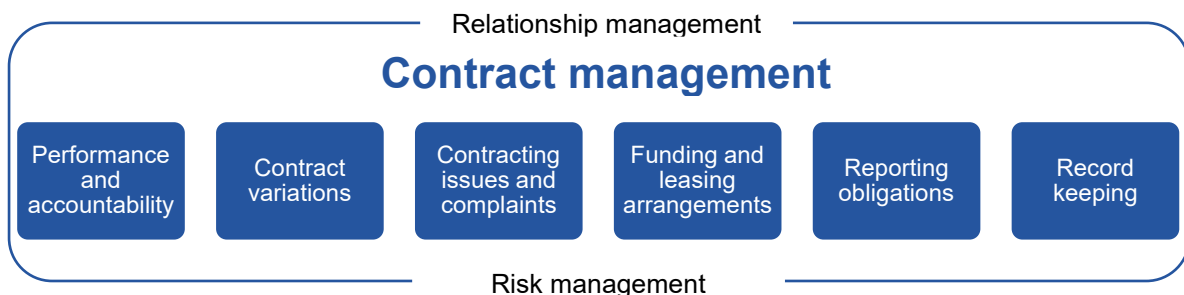 Relationship management
Contract management
Performance
and
accountability
Contract
variations
Contracting
issues and
complaints
Funding and
leasing
arrangements
Reporting
obligations
Record
keeping
Risk management